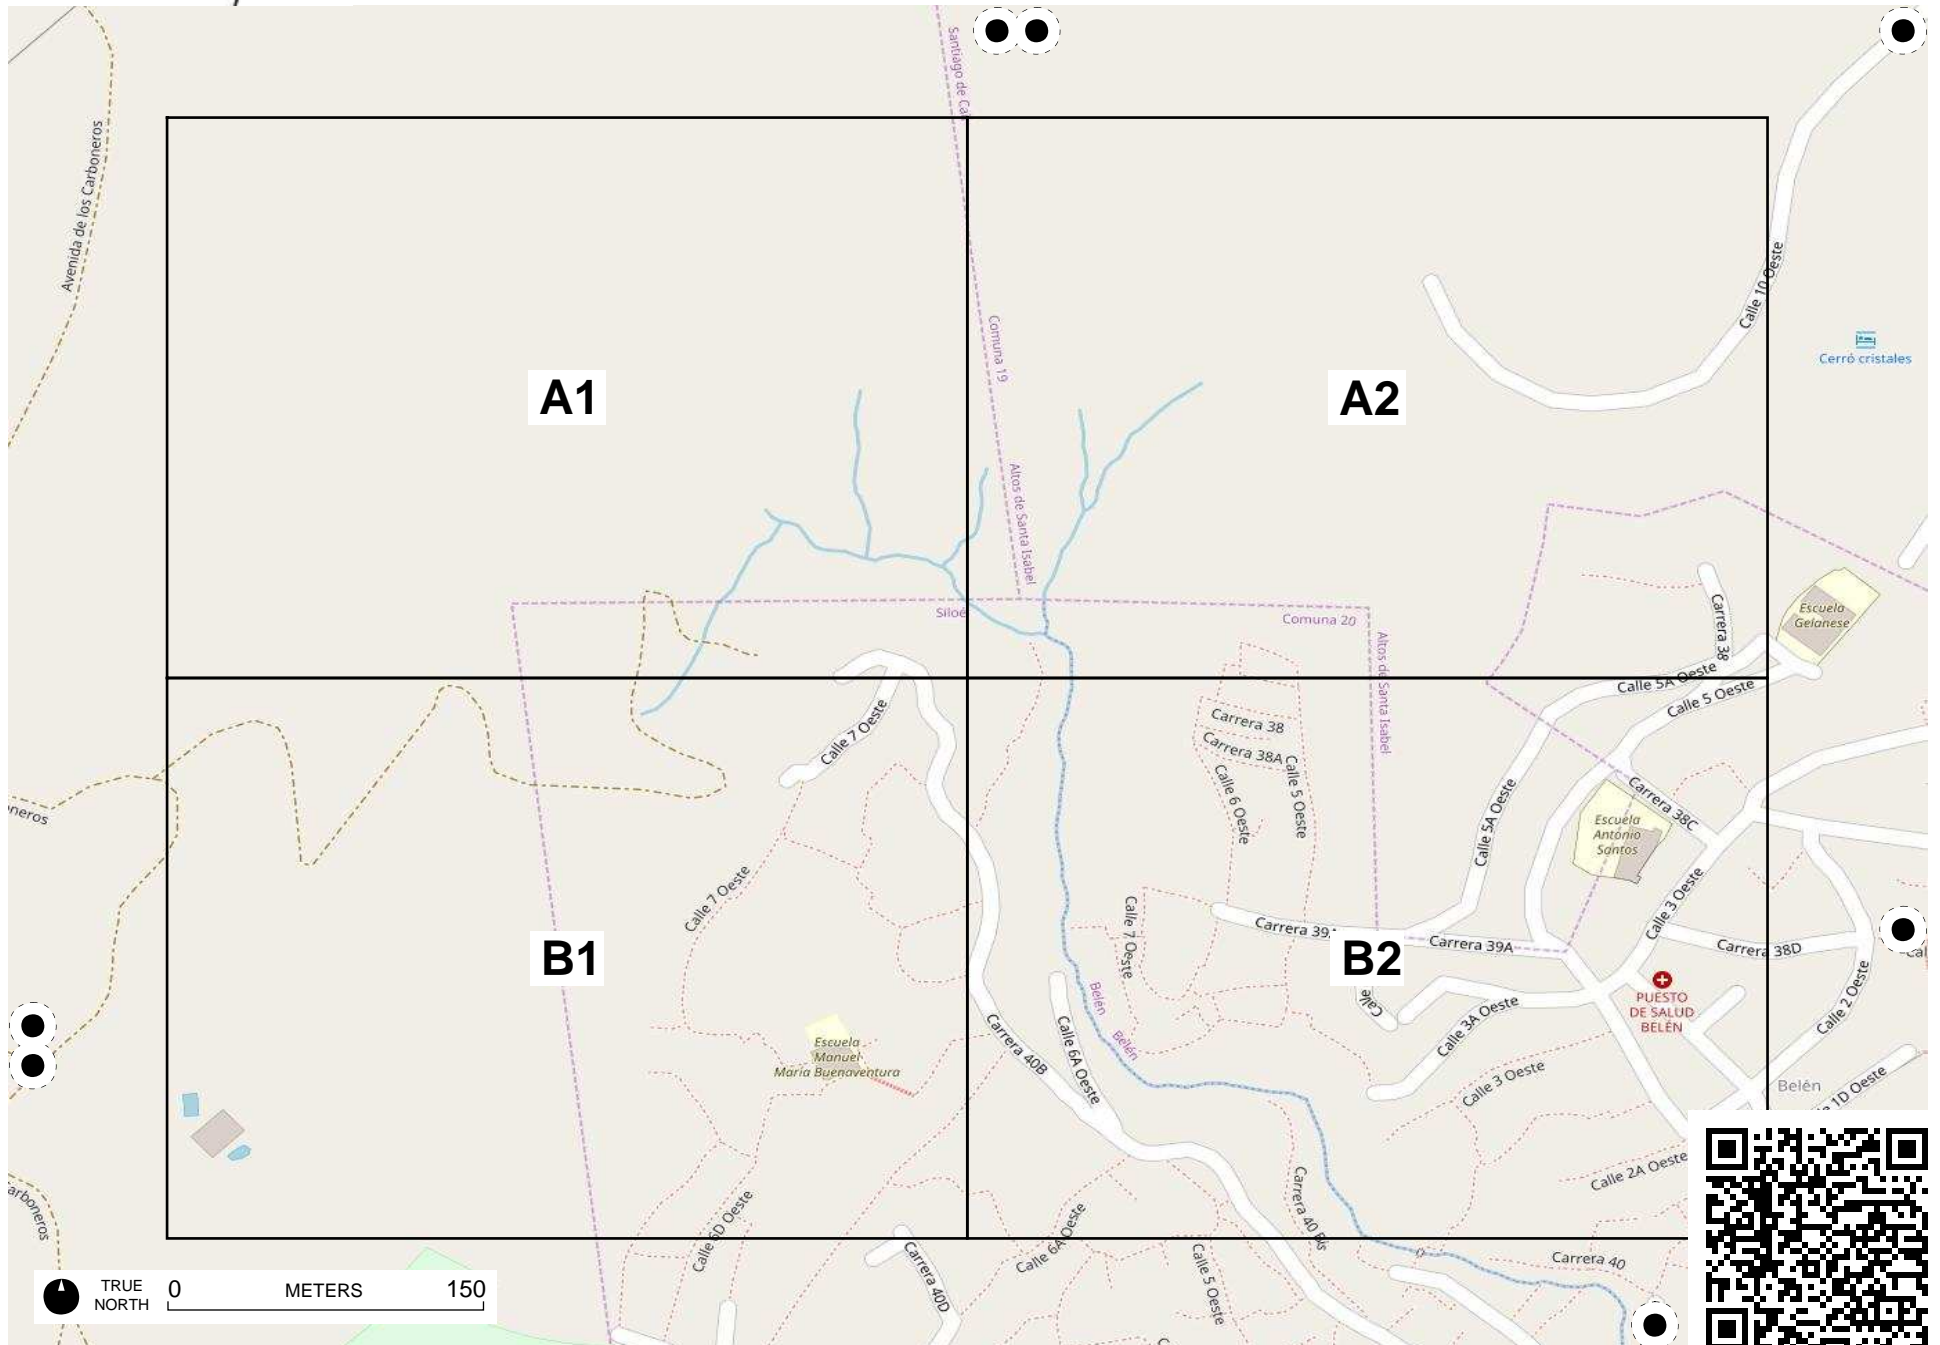 Santiago de Cali
Avenida de los Carboneros
Calle 10 Oeste
Comuna 19
Cerro cristales
A1
A2
Altos de Santa Isabel
Siloé
Comuna 20
Carrera 38
Escuela
Gelanese
Altos de Santa Isabel
Calle 5A Oeste
Calle 5 Oeste
Calle 7 Oeste
Carrera 38
Carrera 38A
Calle 6 Oeste
Calle 5 Oeste
Calle 5A Oeste
Carrera 38C
Escuela
Antonio
Santos
oneros
Calle 7 Oeste
Calle 7 Oeste
Calle 3 Oeste
Carrera 39A
Carrera 39A
Carrera 38D
B1
B2
Calle
Belén
Belén
Calle 2 Oeste
PUESTO
DE SALUD
BELÉN
Calle 3A Oeste
Escuela
Manuel
María Buenaventura
Carrera 40B
Calle 6A Oeste
Calle 3 Oeste
Belén
1D Oeste
Calle 2A Oeste
arboneros
Calle 6D Oeste
Calle 6A Oeste
Carrera 40 Bis
Calle 5 Oeste
Carrera 40D
Carrera 40
TRUE
NORTH
0 METERS 150